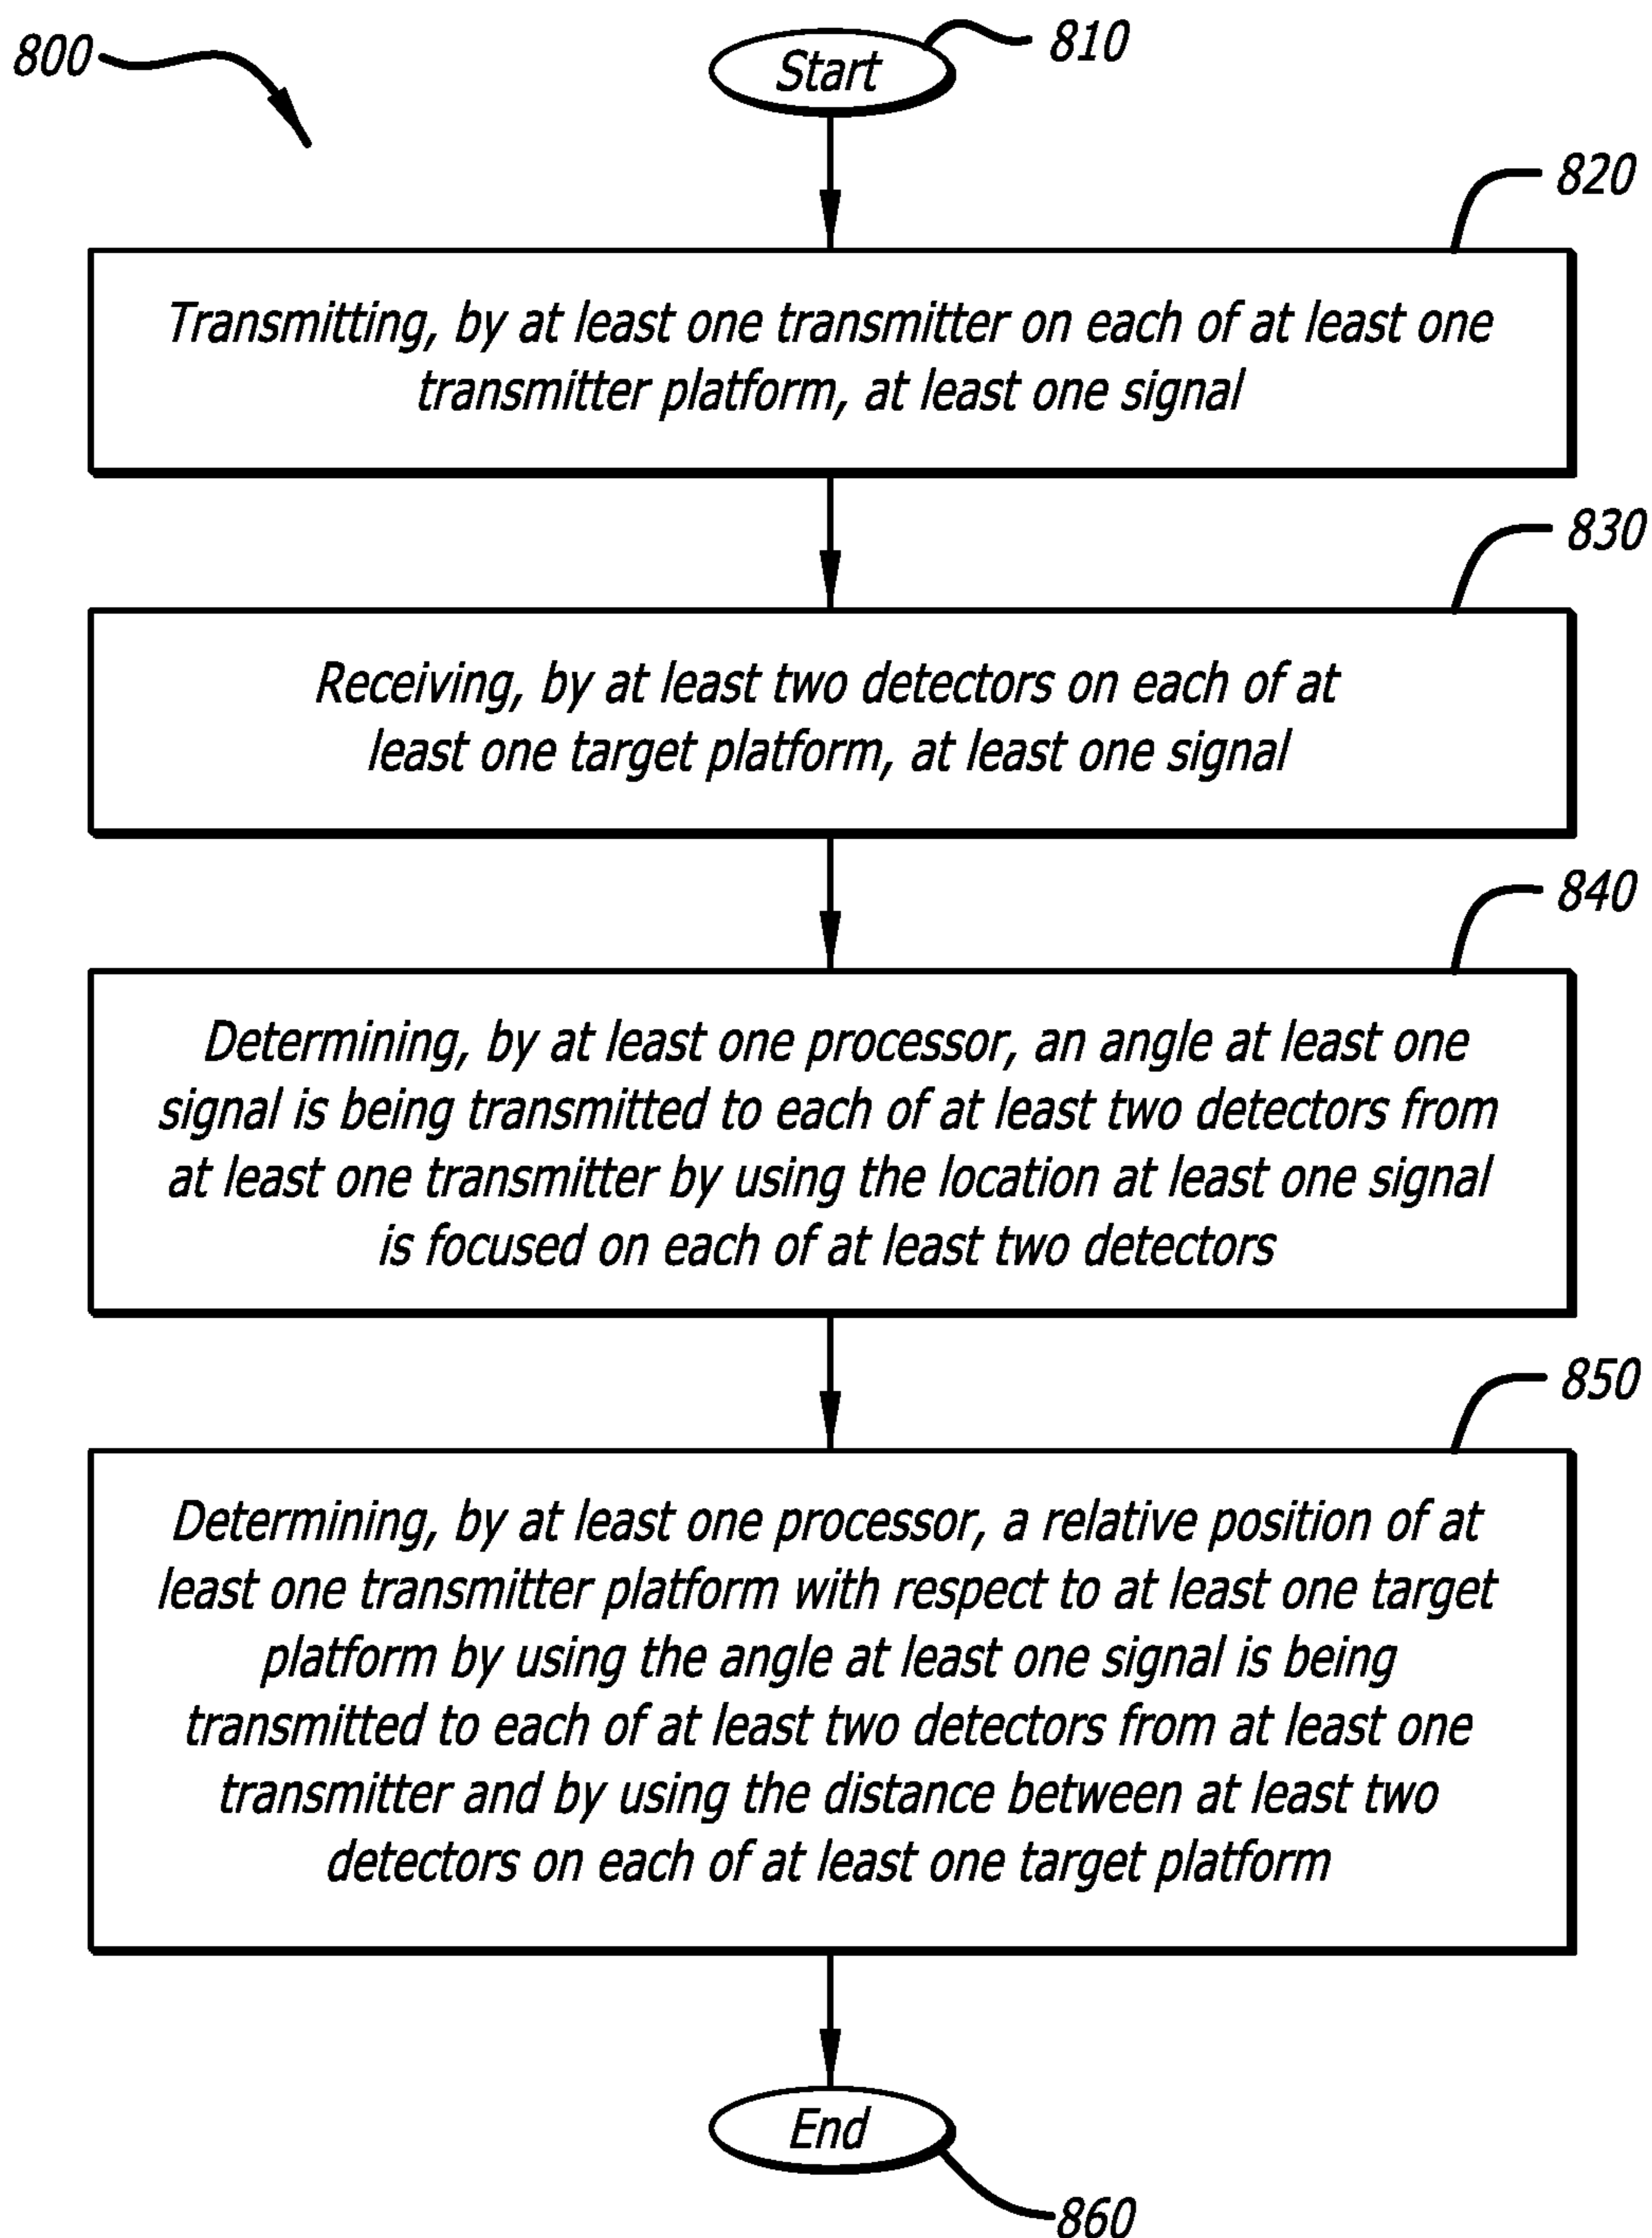 800
Start
810
820
Transmitting, by at least one transmitter on each of at least one
transmitter platform, at least one signal
830
Receiving, by at least two detectors on each of at
least one target platform, at least one signal
840
Determining, by at least one processor, an angle at least one
signal is being transmitted to each of at least two detectors from
at least one transmitter by using the location at least one signal
is focused on each of at least two detectors
850
Determining, by at least one processor, a relative position of at
least one transmitter platform with respect to at least one target
platform by using the angle at least one signal is being
transmitted to each of at least two detectors from at least one
transmitter and by using the distance between at least two
detectors on each of at least one target platform
End
860